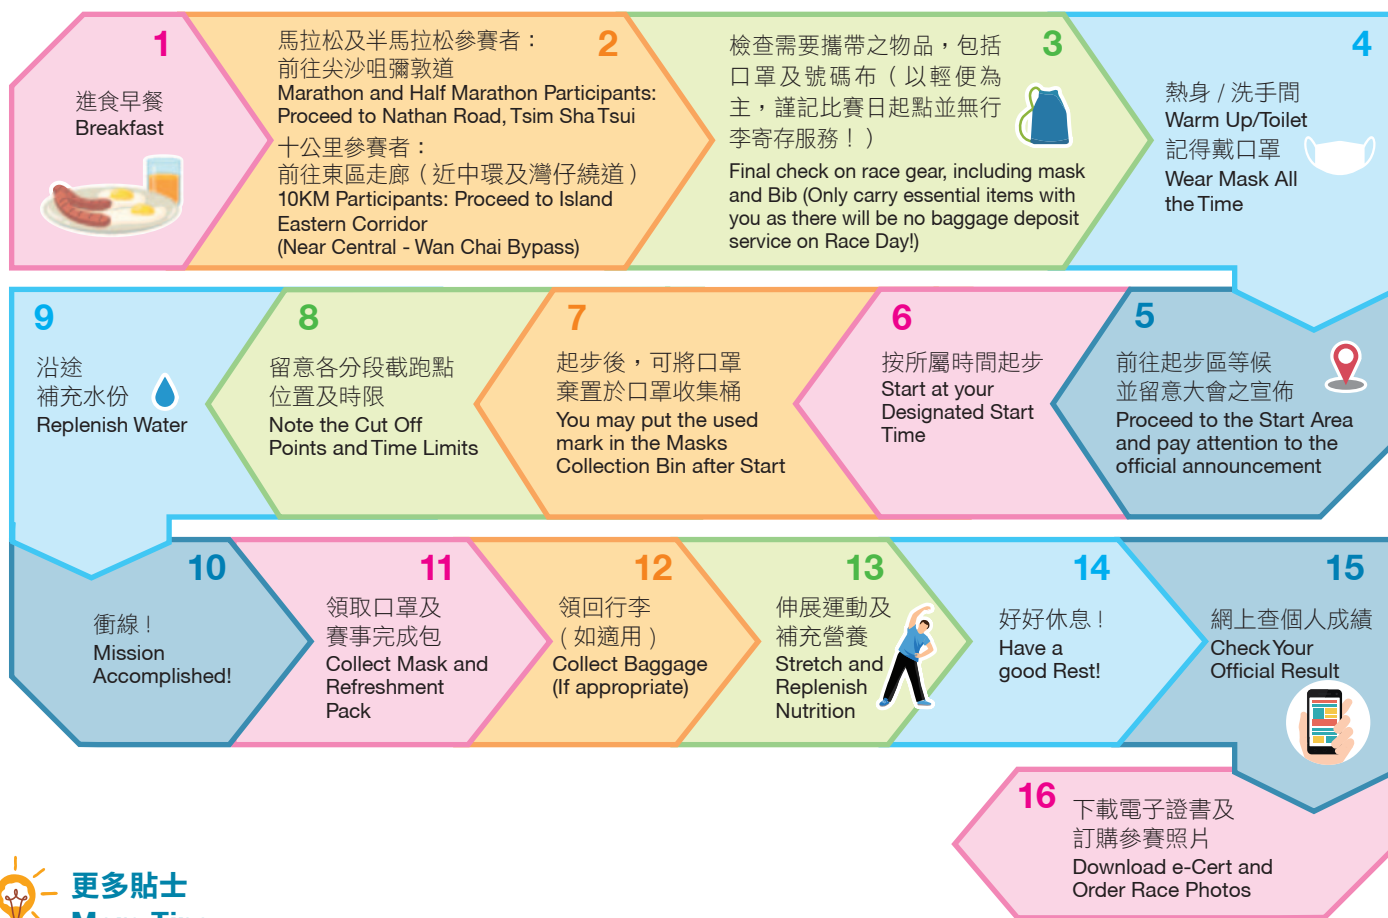 1
進食早餐
Breakfast
2
馬拉松及半馬拉松參賽者：
前往尖沙咀彌敦道
Marathon and Half Marathon Participants:
Proceed to Nathan Road, Tsim Sha Tsui
十公里參賽者：
前往東區走廊（近中環及灣仔繞道）
10KM Participants: Proceed to Island
Eastern Corridor
(Near Central - Wan Chai Bypass)
3
檢查需要攜帶之物品，包括
口罩及號碼布（以輕便為
主，謹記比賽日起點並無行
李寄存服務！）
Final check on race gear, including mask
and Bib (Only carry essential items with
you as there will be no baggage deposit
service on Race Day!)
4
熱身 / 洗手間
Warm Up/Toilet
記得戴口罩
Wear Mask All
the Time
5
前往起步區等候
並留意大會之宣佈
Proceed to the Start Area
and pay attention to the
official announcement
6
按所屬時間起步
Start at your
Designated Start
Time
7
起步後，可將口罩
棄置於口罩收集桶
You may put the used
mark in the Masks
Collection Bin after Start
8
留意各分段截跑點
位置及時限
Note the Cut Off
Points and Time Limits
9
沿途
補充水份
Replenish Water
10
衝線！
Mission
Accomplished!
11
領取口罩及
賽事完成包
Collect Mask and
Refreshment
Pack
12
領回行李
（如適用）
Collect Baggage
(If appropriate)
13
伸展運動及
補充營養
Stretch and
Replenish
Nutrition
14
好好休息！
Have a
good Rest!
15
網上查個人成績
Check Your
Official Result
16
下載電子證書及
訂購參賽照片
Download e-Cert and
Order Race Photos
更多貼士
More Tips